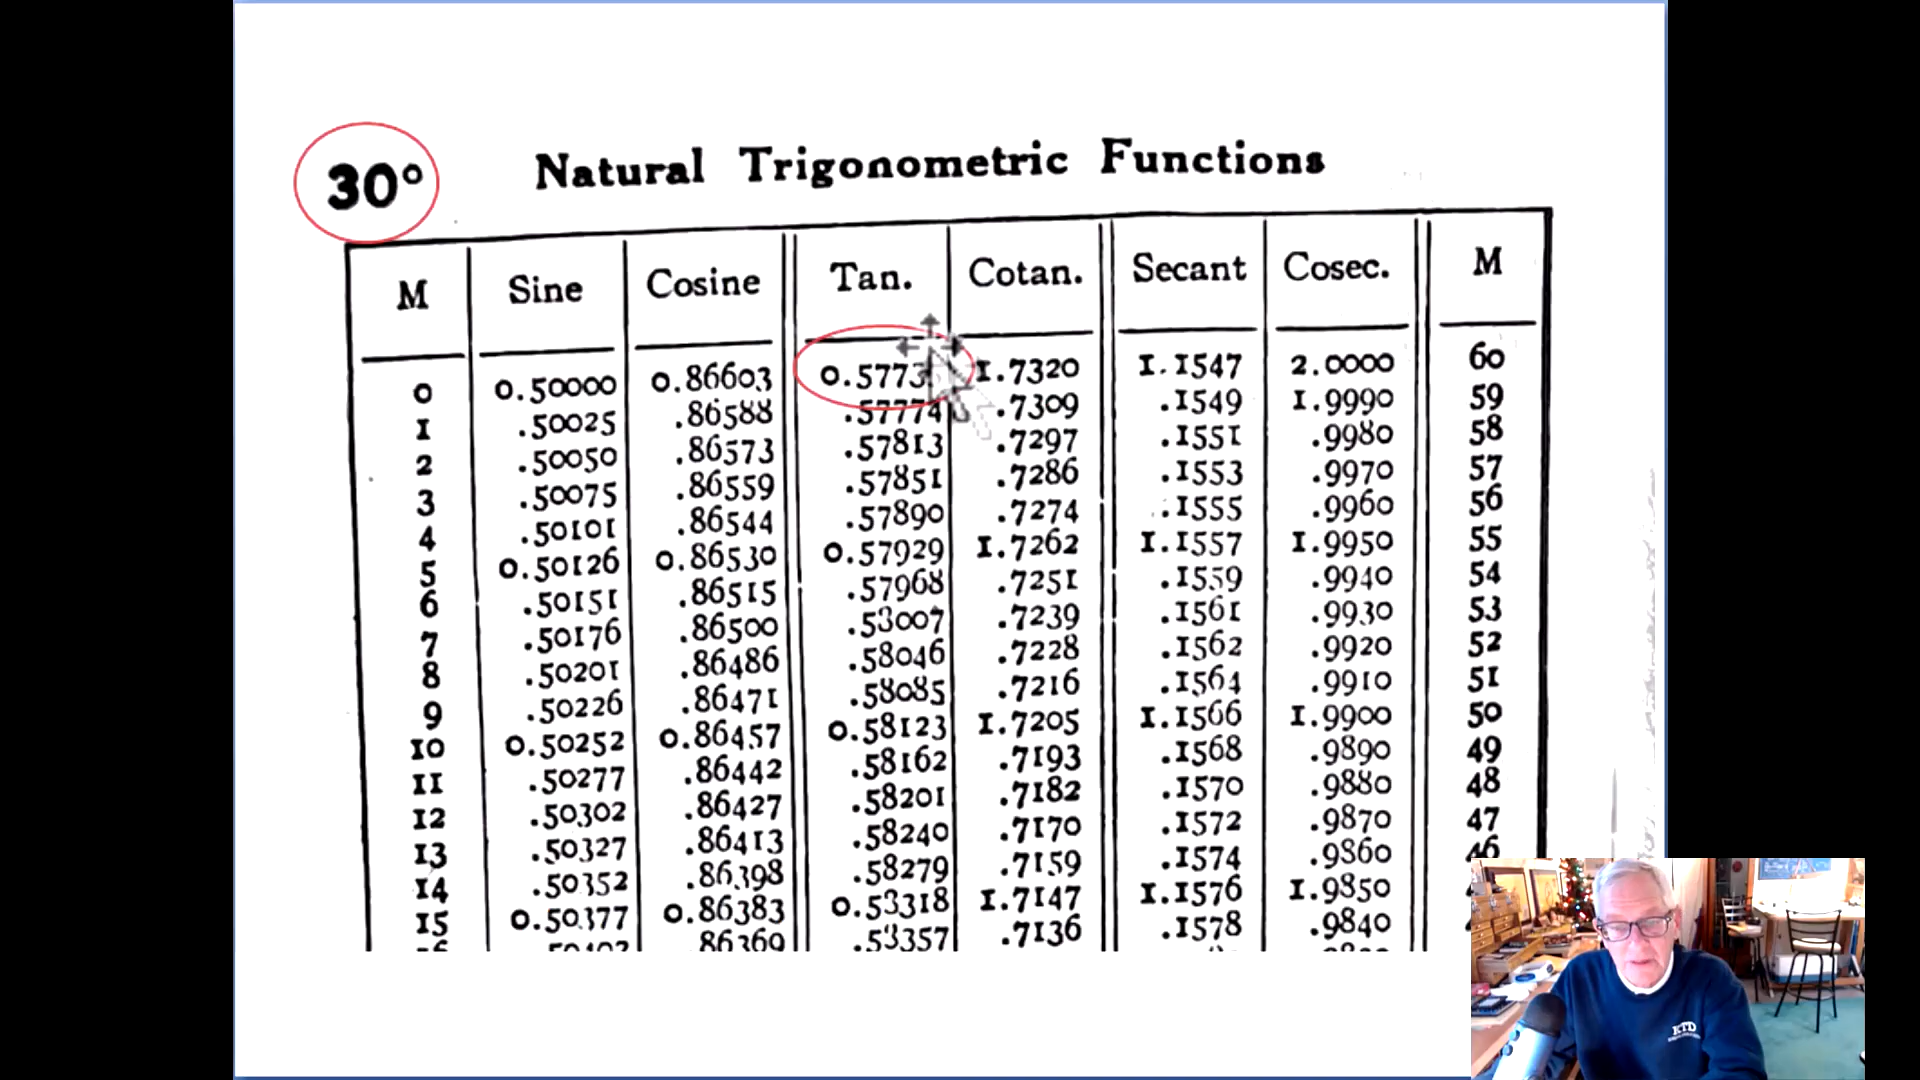 30° Natural Trigonometric Functions
M Sine Cosine Tan. Cotan. Secant Cosec. M
0 0.50000 0.86603 1.7320 1.1547 2.0000 60
1 .50025 .86588 .57774 .7309 .1549 1.9990 59
2 .50050 .86573 .57813 .7297 .1551 .9980 58
3 .50075 .86559 .57851 .7286 .1553 .9970 57
4 .50101 .86544 .57890 .7274 .1555 .9960 56
5 0.50126 0.86530 0.57929 1.7262 1.1557 1.9950 55
6 .50151 .86515 .57968 .7251 .1559 .9940 54
7 .50176 .86500 .58007 .7239 .1561 .9930 53
8 .50201 .86486 .58046 .7228 .1562 .9920 52
9 .50226 .86471 .58085 .7216 .1564 .9910 51
10 0.50252 0.86457 0.58123 1.7205 1.1566 1.9900 50
11 .50277 .86442 .58162 .7193 .1568 .9890 49
12 .50302 .86427 .58201 .7182 .1570 .9880 48
13 .50327 .86413 .58240 .7170 .1572 .9870 47
14 .50352 .86398 .58279 .7159 .1574 .9860 46
15 0.50377 0.86383 0.58318 1.7147 1.1576 1.9850
.86369 .58357 .7136 .1578 .9840
KTD